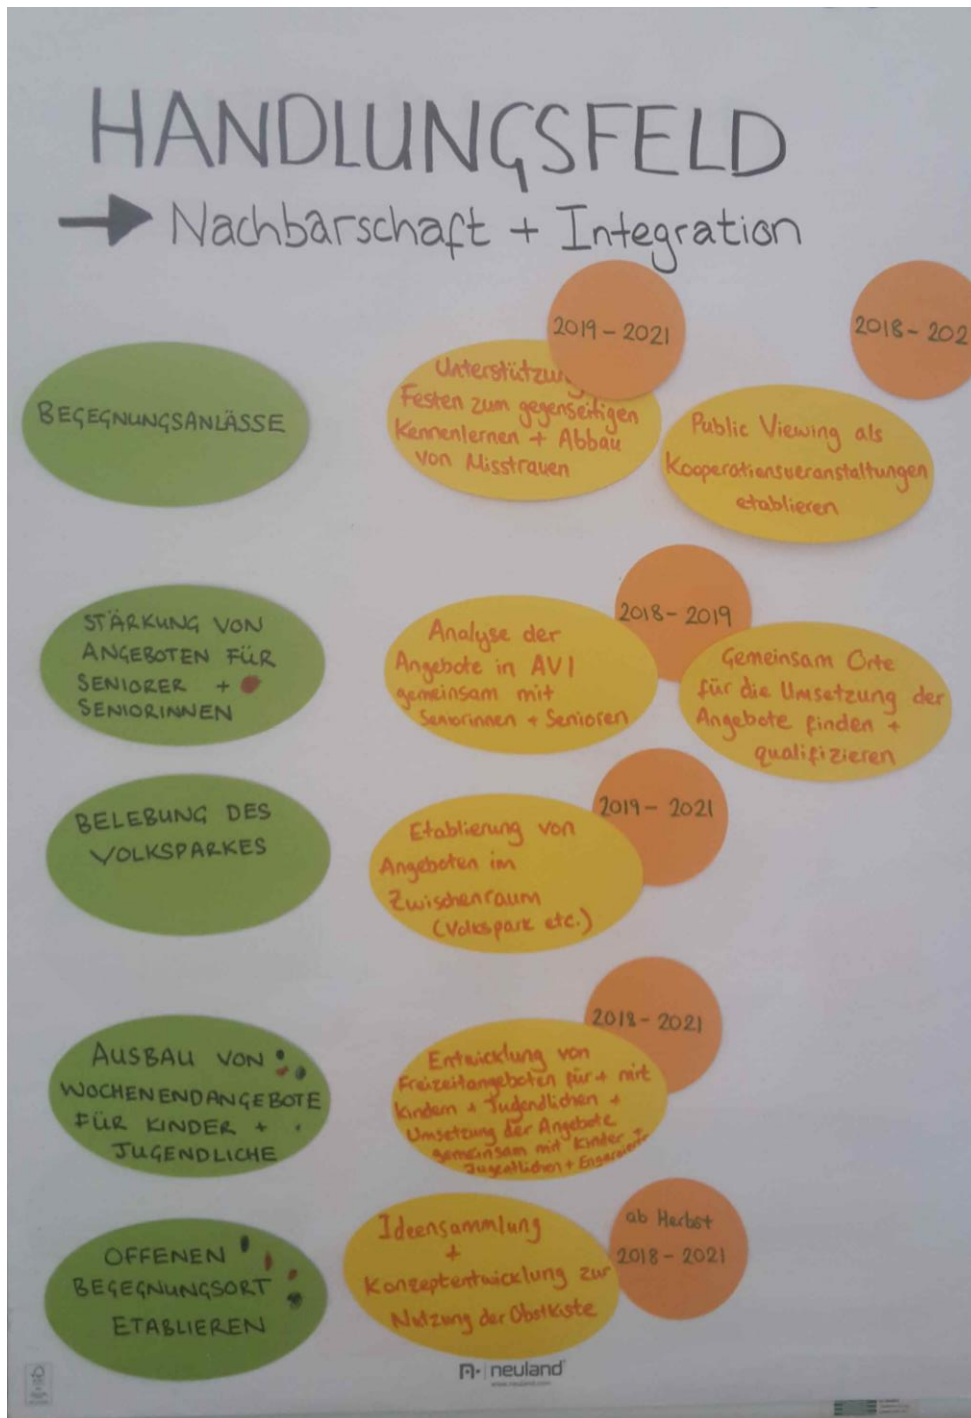 HANDLUNGSFELD
→ Nachbarschaft + Integration
BEGEGNUNGSANLÄSSE
2019 - 2021
Festen zum gegenseitigen
Kennenlernen + Abbau
von Misstrauen
2018 - 202
Public Viewing als
Kooperationsveranstaltungen
etablieren
STÄRKUNG VON
ANGEBOTEN FÜR
SENIORER +
SENIORINNEN
Analyse der
Angebote in AVI
gemeinsam mit
Seniorinnen + Senioren
2018 - 2019
Gemeinsam Orte
für die Umsetzung der
Angebote finden +
qualifizieren
BELEBUNG DES
VOLKSPARKES
Etablierung von
Angeboten im
Zwischenraum
(Volkspark etc.)
2019 - 2021
AUSBAU VON
WOCHENENDANGEBOTE
FÜR KINDER +
JUGENDLICHE
Entwicklung von
Freizeitangeboten für + mit
Kindern + Jugendlichen +
Umsetzung der Angebote
gemeinsam mit Kinder +
2018 - 2021
OFFENEN
BEGEGNUNGSORT
ETABLIEREN
Ideensammlung
+
Konzeptentwicklung zur
Nutzung der Obstkiste
ab Herbst
2018 - 2021
neuland